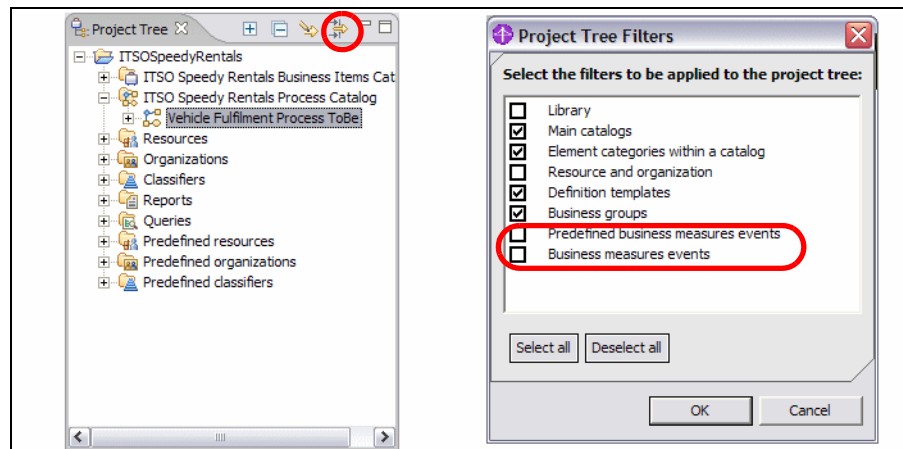 Project Tree
ITSOSpeedyRentals
ITSO Speedy Rentals Business Items Cat
ITSO Speedy Rentals Process Catalog
Vehicle Fulfilment Process ToBe
Resources
Organizations
Classifiers
Reports
Queries
Predefined resources
Predefined organizations
Predefined classifiers
Project Tree Filters
Select the filters to be applied to the project tree:
Library
Main catalogs
Element categories within a catalog
Resource and organization
Definition templates
Business groups
Predefined business measures events
Business measures events
Select all Deselect all
OK Cancel